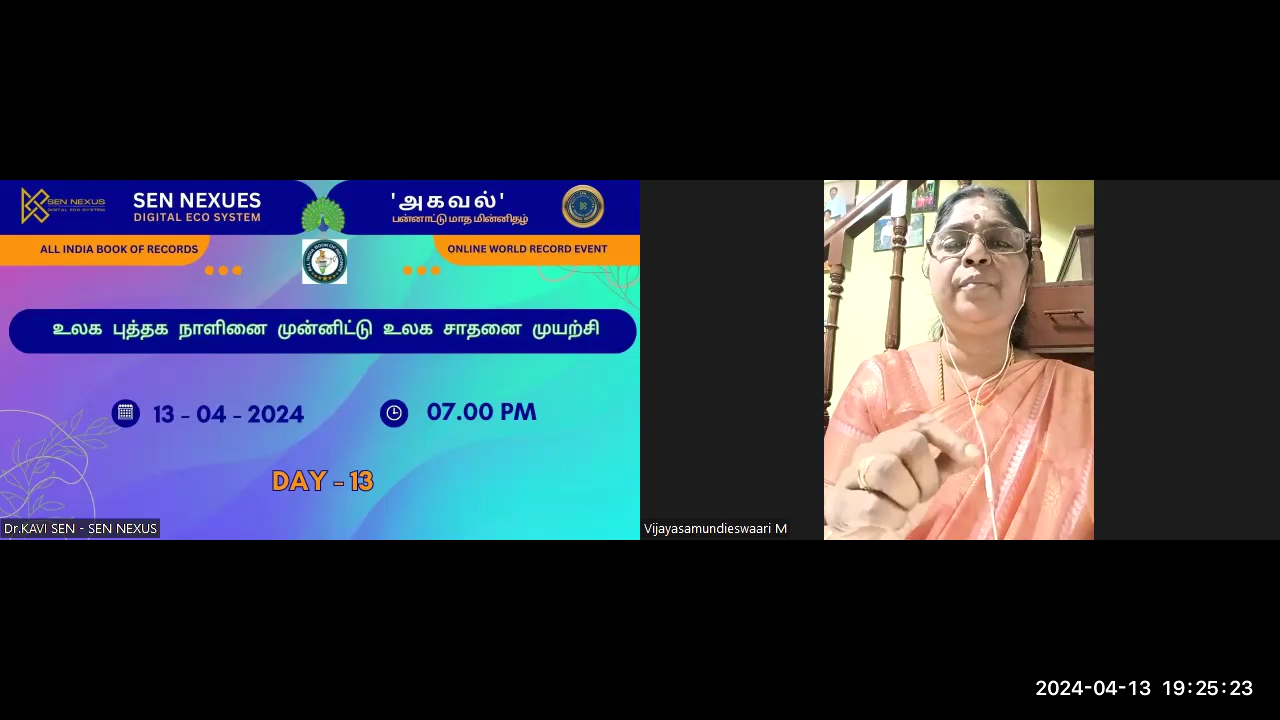 SEN NEXUS
DIGITAL ECO SYSTEM
SEN NEXUES
DIGITAL ECO SYSTEM
'அகவல்'
பன்னாட்டு மாத மின்னிதழ்
ALL INDIA BOOK OF RECORDS
ONLINE WORLD RECORD EVENT
உலக புத்தக நாளினை முன்னிட்டு உலக சாதனை முயற்சி
13 - 04 - 2024
07.00 PM
DAY - 13
Dr.KAVI SEN - SEN NEXUS
Vijayasamundieswaari M
2024-04-13 19:25:23